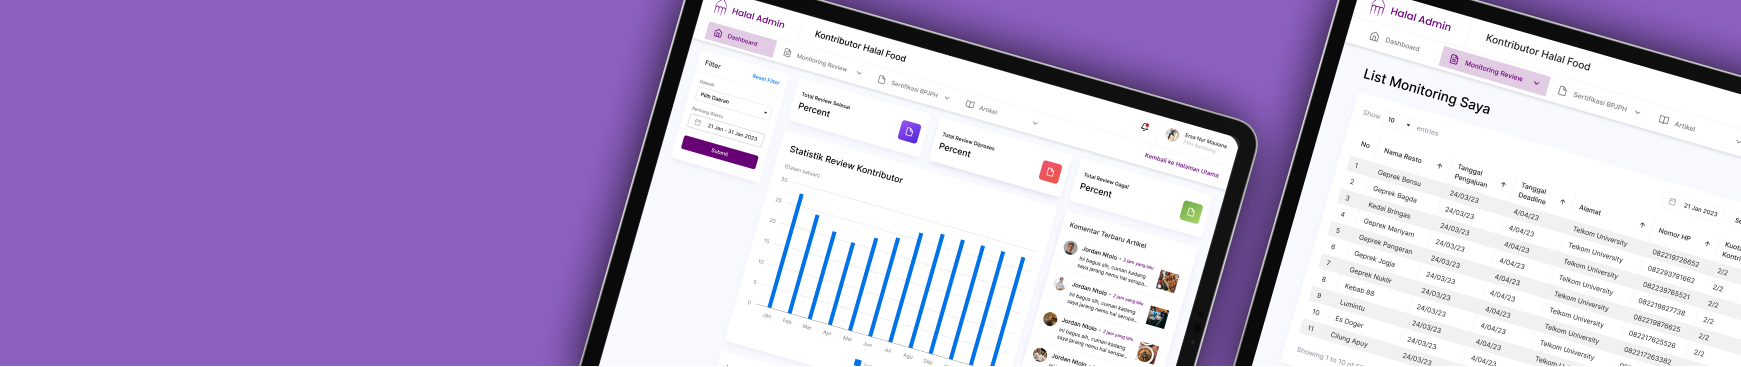 Halal Admin
Kontributor Halal Food
Dashboard
Monitoring Review
Sertifikasi BPJPH
Artikel
Ersa Nur Maulana
Kembali ke Halaman Utama
Filter
Reset Filter
Daerah
Pilih Daerah
Rentang Waktu
21 Jan - 31 Jan 2023
Submit
Total Review Selesai
Percent
Total Review Diproses
Percent
Total Review Gagal
Percent
Statistik Review Kontributor
(Dalam satuan)
30
25
20
15
10
5
0
Jan
Feb
Mar
Apr
Mei
Jun
Jul
Agu
Sep
Komentar Terbaru Artikel
Jordan Ntolo • 2 jam yang lalu
Ini bagus sih, cuman kadang
saya jarang nemu hal serupa...
Jordan Ntolo • 2 jam yang lalu
Ini bagus sih, cuman kadang
saya jarang nemu hal serupa...
Jordan Ntolo • 2 jam yang lalu
Ini bagus sih, cuman kadang
saya jarang nemu hal serupa...
Jordan Ntolo
Halal Admin
Kontributor Halal Food
Dashboard
Monitoring Review
Sertifikasi BPJPH
Artikel
List Monitoring Saya
Show 10 entries
21 Jan 2023
No Nama Resto Tanggal Pengajuan Tanggal Deadline Alamat Nomor HP
1 Geprek Bensu 24/03/23 4/04/23 Telkom University 082219726652 2/2
2 Geprek Bagda 24/03/23 4/04/23 Telkom University 082293781662 2/2
3 Kedai Bringas 24/03/23 4/04/23 Telkom University 082239765521 2/2
4 Geprek Meriyam 24/03/23 4/04/23 Telkom University 082219827738 2/2
5 Geprek Pangeran 24/03/23 4/04/23 Telkom University 082219876625 2/2
6 Geprek Jogja 24/03/23 4/04/23 Telkom University 082217625526 2/2
7 Geprek Nuklir 24/03/23 4/04/23 Telkom University 082217263382 2/2
8 Kebab 88 24/03/23 4/04/23 Telkom University
9 Lumintu 24/03/23 4/04/23 Telkom University
10 Es Doger 24/03/23 4/04/23
11 Cilung Apuy 24/03/23
Showing 1 to 10 of